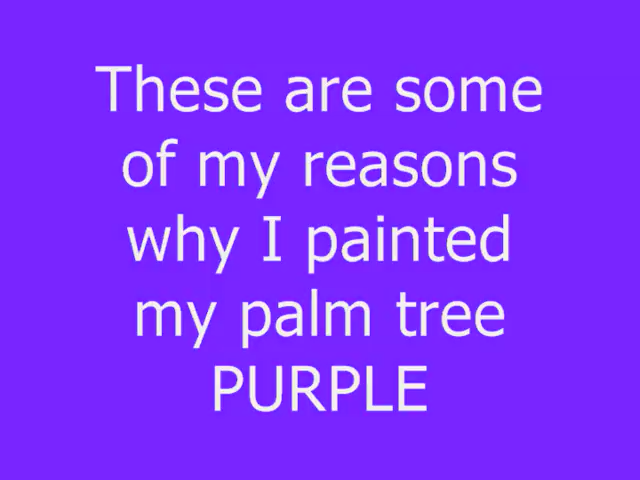 These are some
of my reasons
why I painted
my palm tree
PURPLE